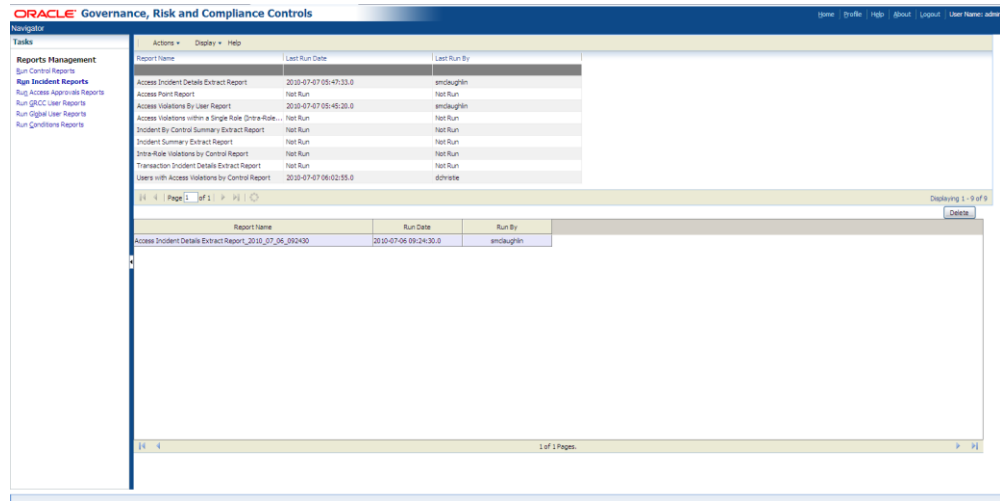 ORACLE Governance, Risk and Compliance Controls
Home Profile Help About Logout User Name: admi
Navigator
Tasks
Reports Management
Run Control Reports
Run Incident Reports
Run Access Approvals Reports
Run GRCC User Reports
Run Global User Reports
Run Conditions Reports
Actions Display Help
Report Name Last Run Date Last Run By
Access Incident Details Extract Report 2010-07-07 05:47:33.0 smclaughlin
Access Point Report Not Run Not Run
Access Violations By User Report 2010-07-07 05:45:20.0 smclaughlin
Access Violations within a Single Role (Intra-Role... Not Run Not Run
Incident By Control Summary Extract Report Not Run Not Run
Incident Summary Extract Report Not Run Not Run
Intra-Role Violations by Control Report Not Run Not Run
Transaction Incident Details Extract Report Not Run Not Run
Users with Access Violations by Control Report 2010-07-07 06:02:55.0 dchristie
Page 1 of 1 Displaying 1 - 9 of 9
Delete
Report Name Run Date Run By
Access Incident Details Extract Report_2010_07_06_092430 2010-07-06 09:24:30.0 smclaughlin
1 of 1 Pages.